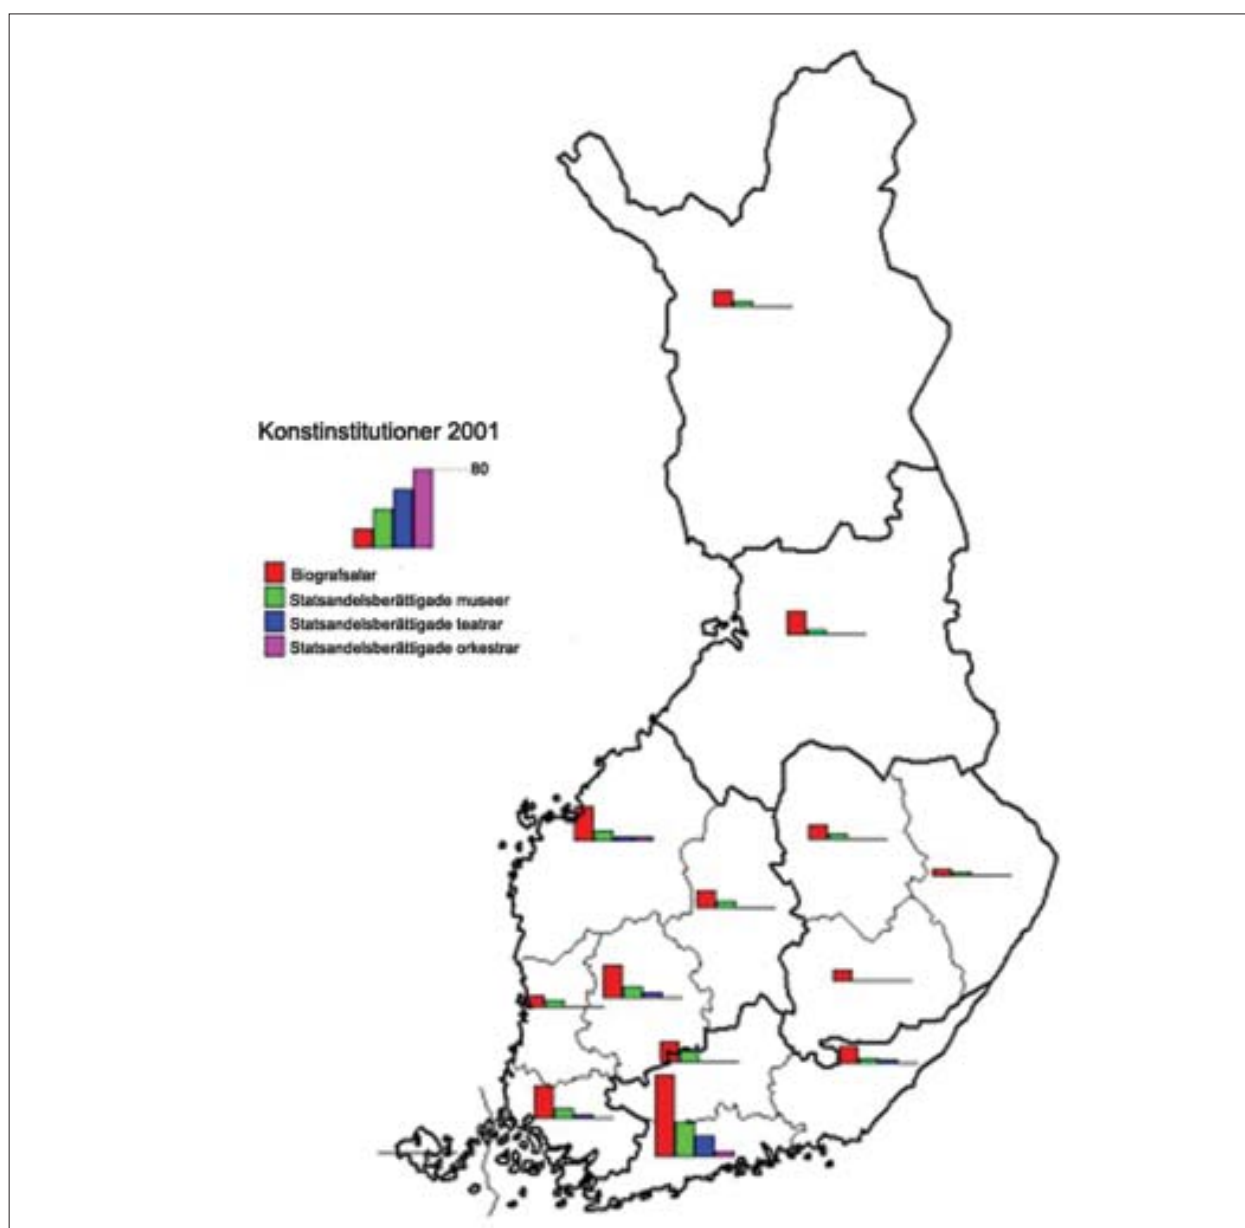 Konstinstitutioner 2001
80
Biografsalar
Statsandelsberättigade museer
Statsandelsberättigade teatrar
Statsandelsberättigade orkestrar